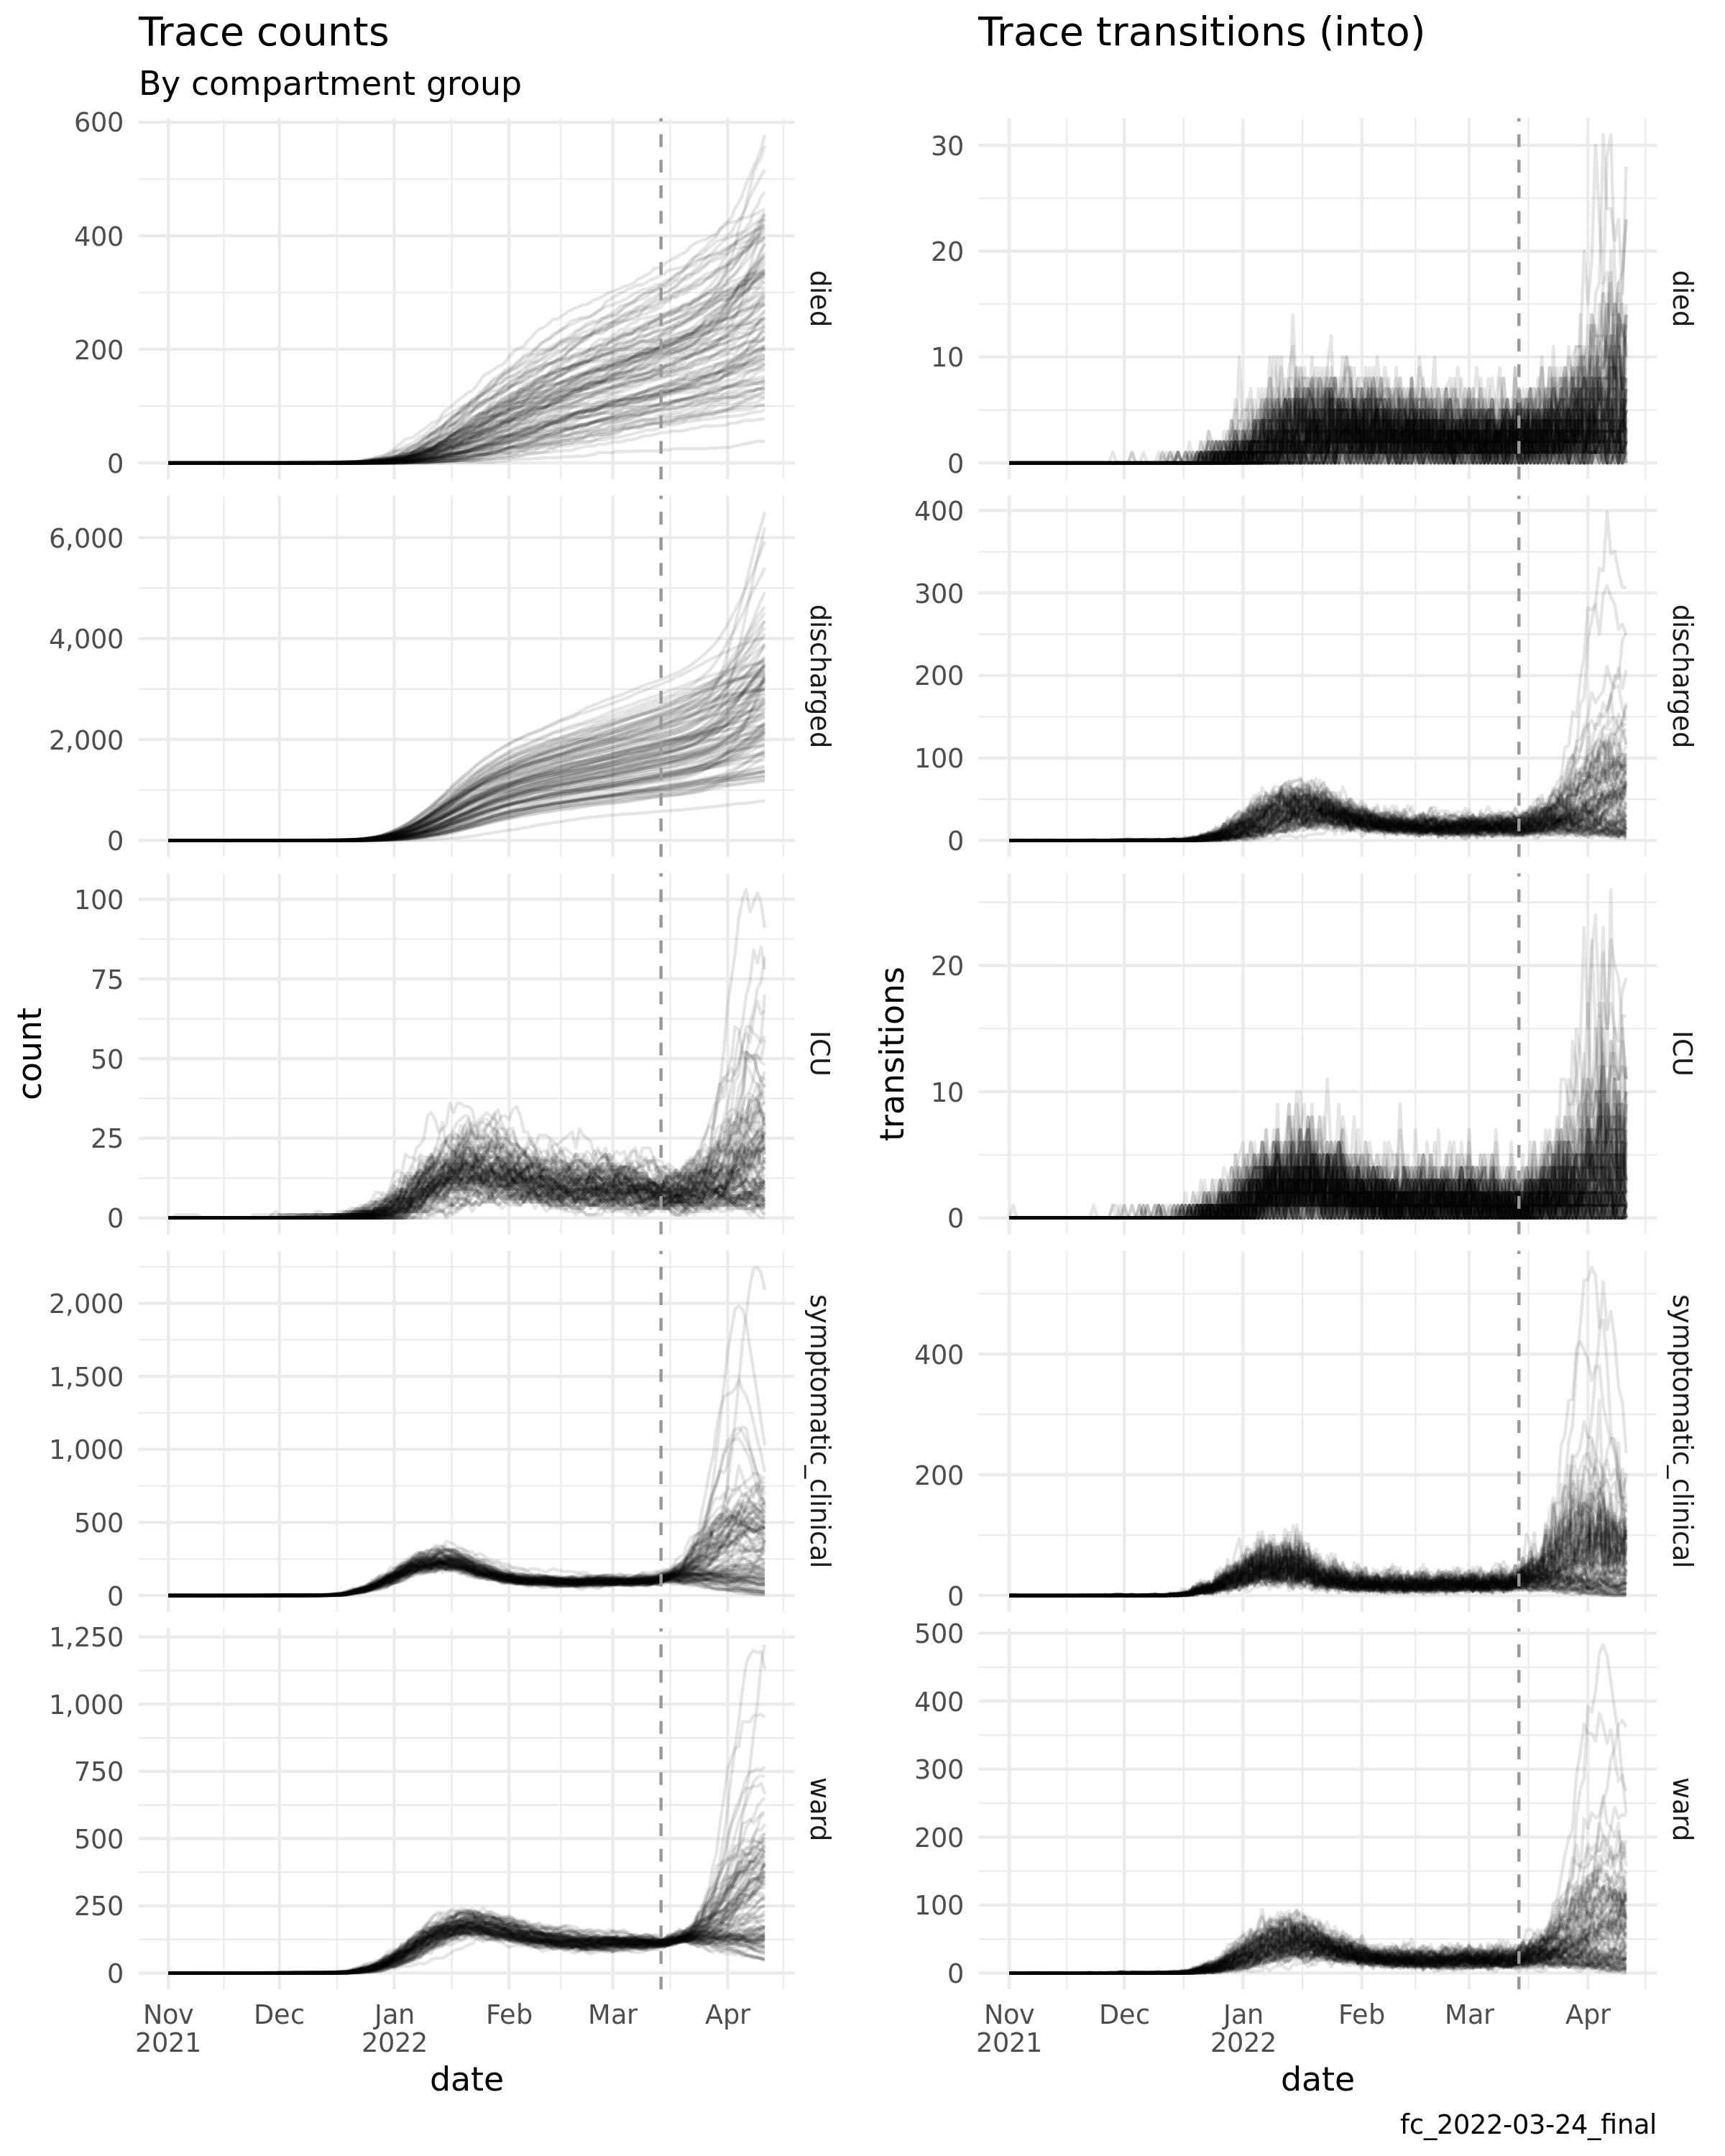 Trace counts
By compartment group
Trace transitions (into)
count
600
400
200
0
died
6,000
4,000
2,000
0
discharged
100
75
50
25
0
ICU
2,000
1,500
1,000
500
0
symptomatic_clinical
1,250
1,000
750
500
250
0
ward
Nov Dec Jan Feb Mar Apr
2021 2022
date
transitions
30
20
10
0
died
400
300
200
100
0
discharged
20
10
0
ICU
400
200
0
symptomatic_clinical
500
400
300
200
100
0
ward
Nov Dec Jan Feb Mar Apr
2021 2022
date
fc_2022-03-24_final